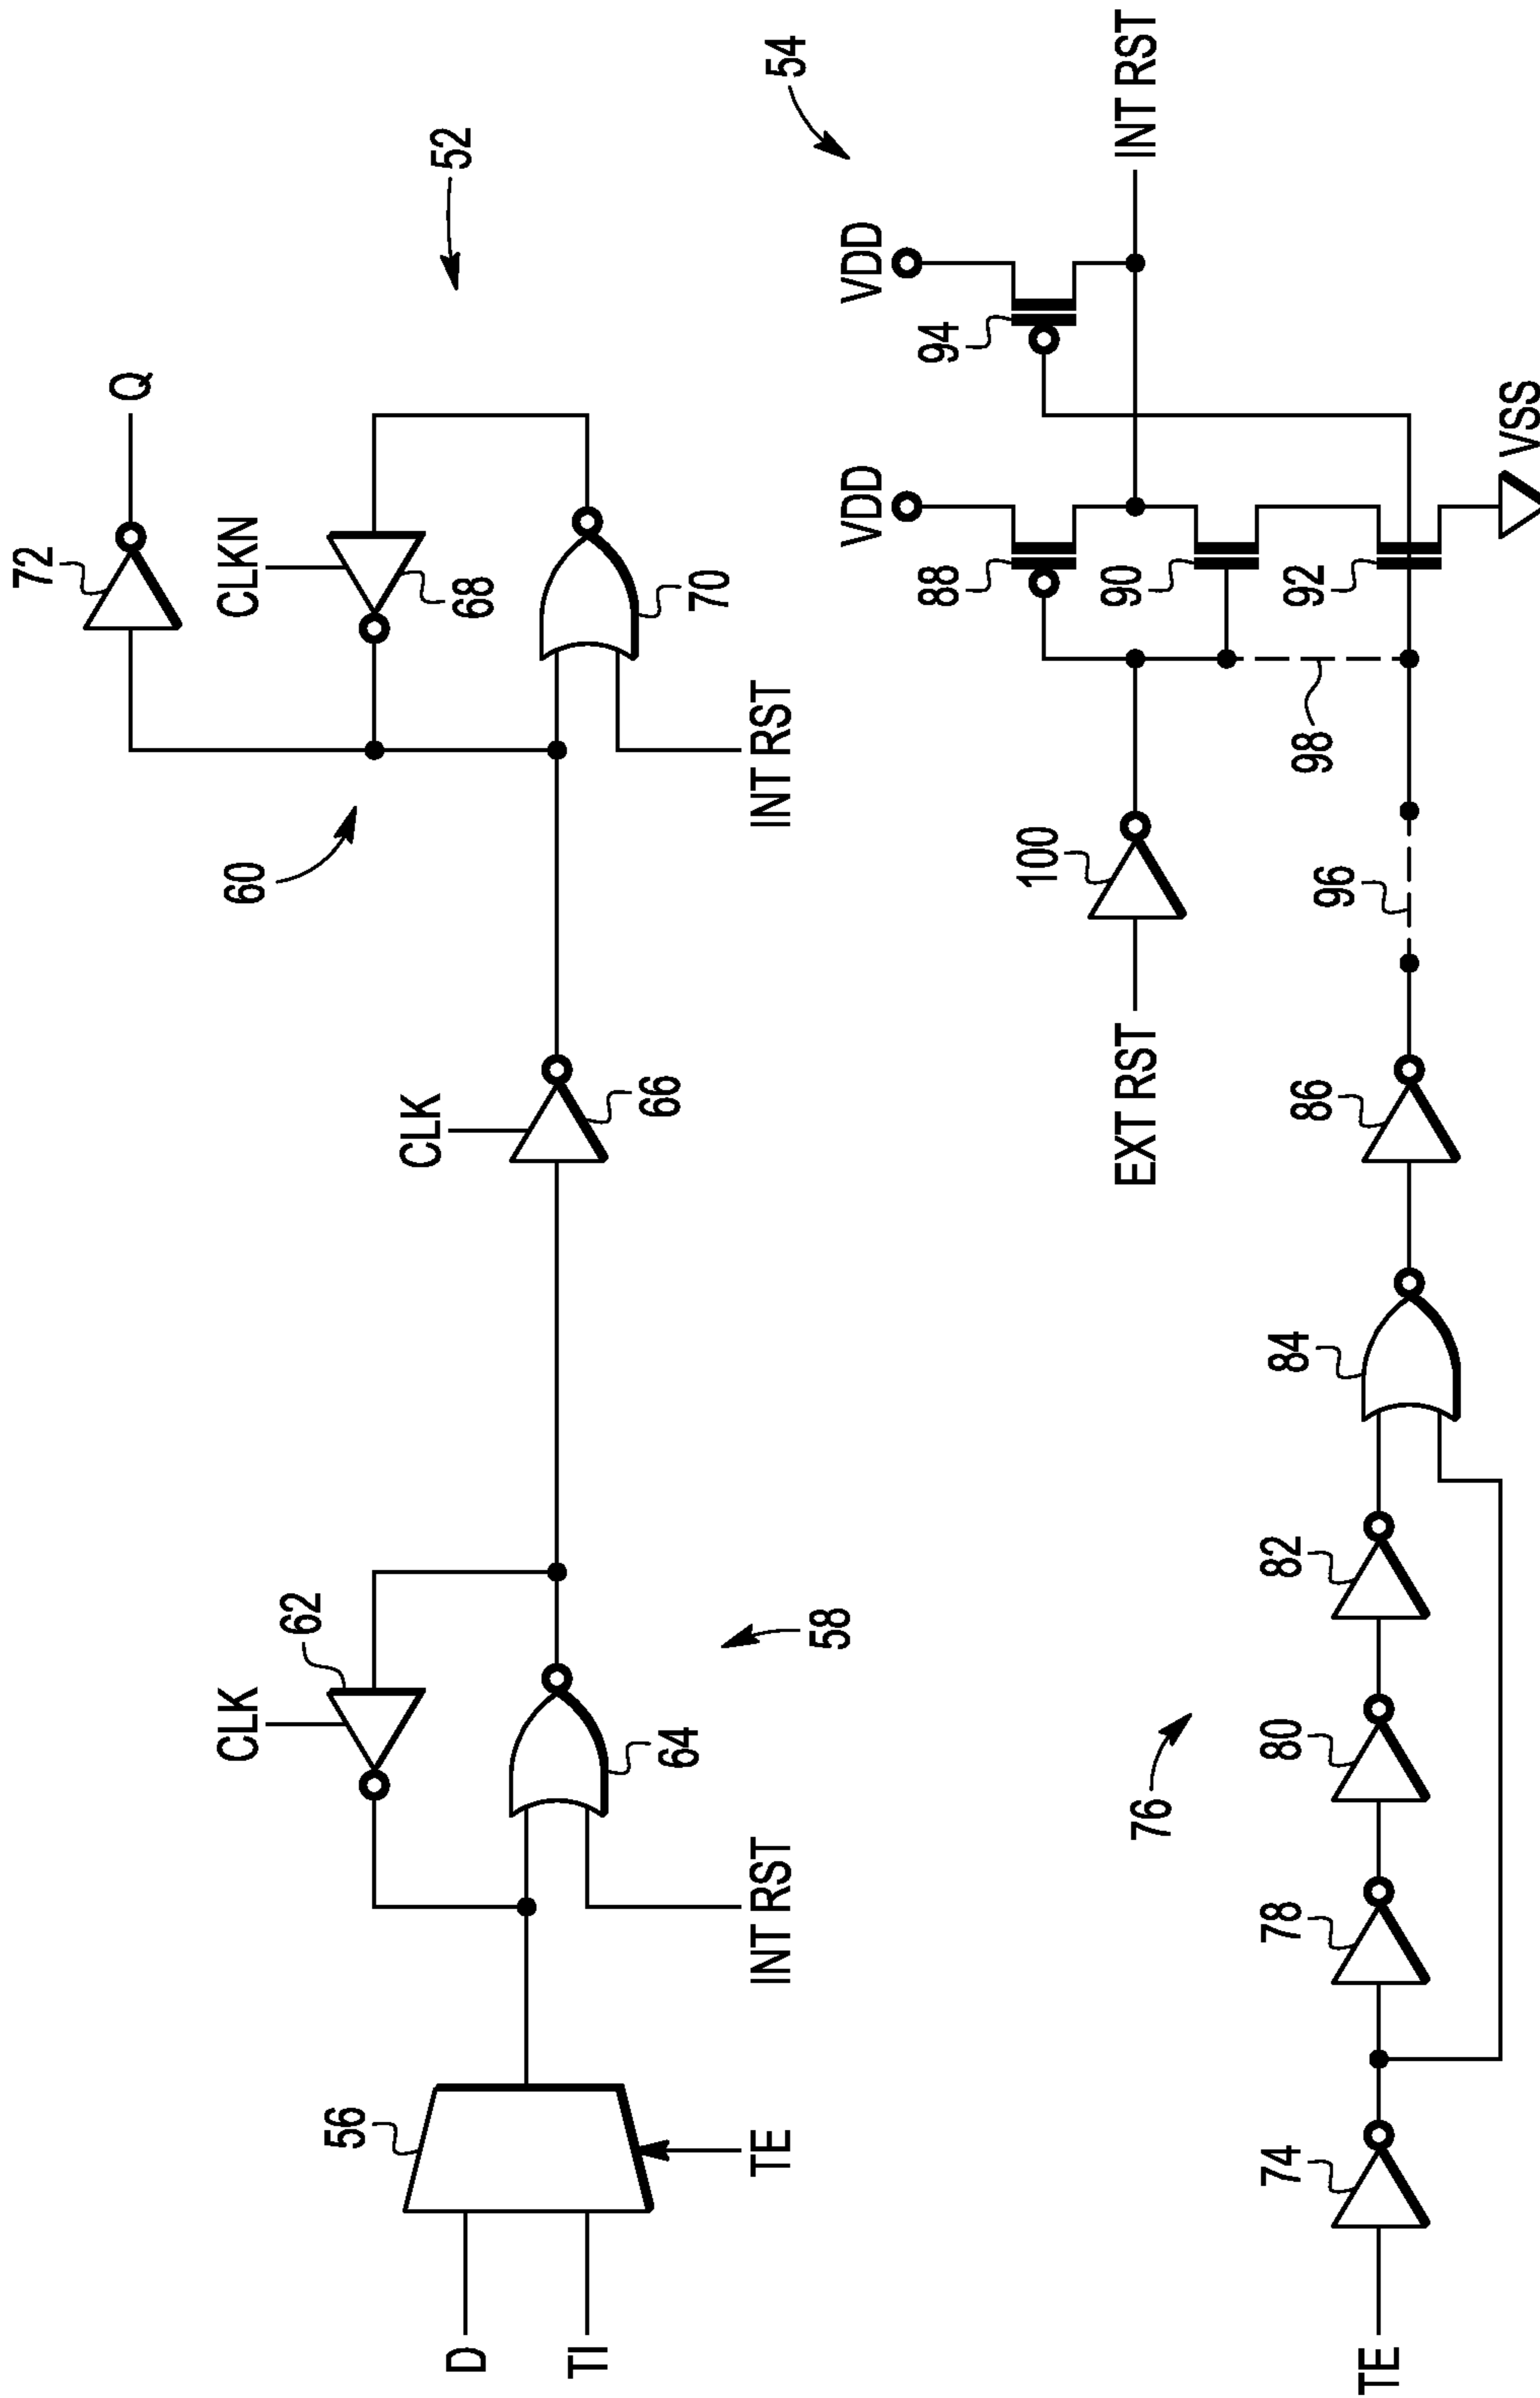 72
Q
52
CLKN
68
60
70
INT RST
CLK
66
CLK
62
64
58
INT RST
56
D
TI
TE
54
VDD
VDD
94
88
INT RST
90
92
VSS
100
EXT RST
98
96
76
74
78
80
82
84
86
TE